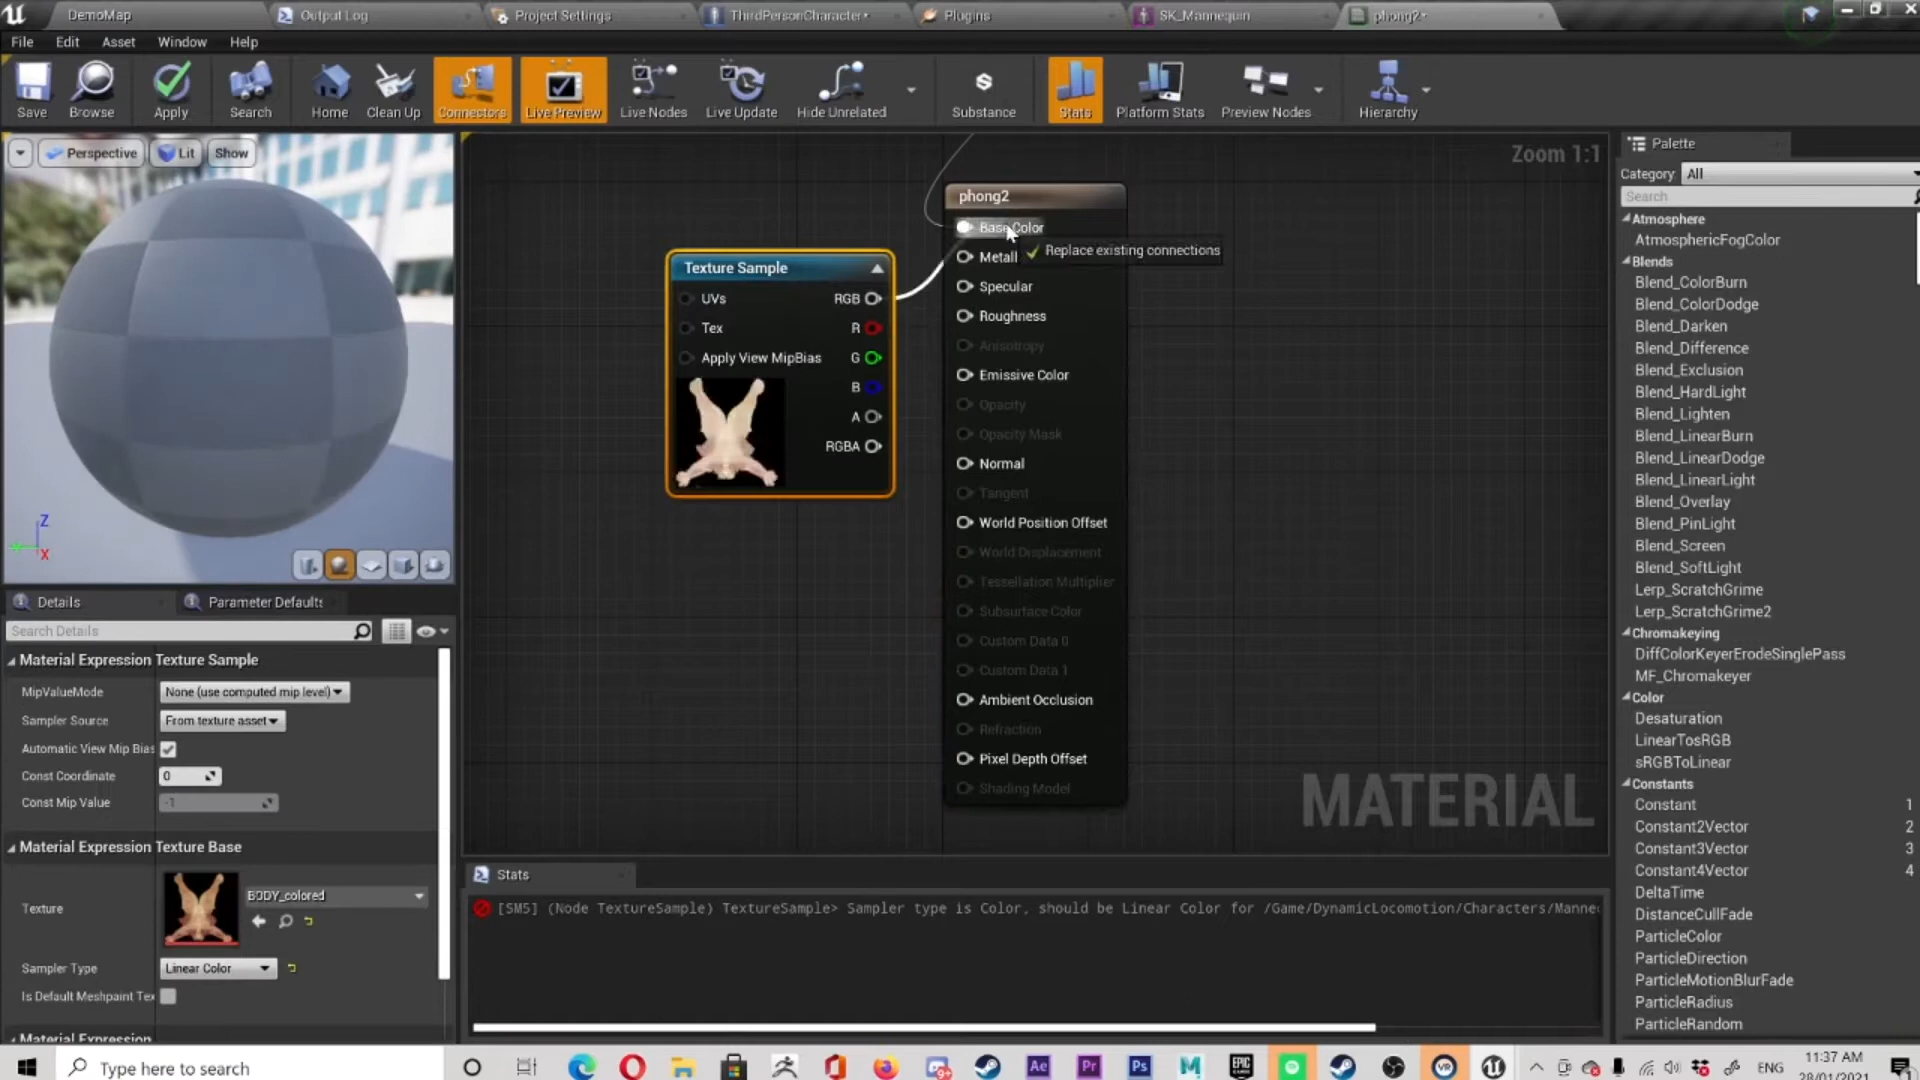 DemoMap
Output Log
Project Settings
ThirdPersonCharacter*
Plugins
SK_Mannequin
phong2*
File Edit Asset Window Help
Save
Browse
Apply
Search
Home
Clean Up
Connectors
Live Preview
Live Nodes
Live Update
Hide Unrelated
Substance
Stats
Platform Stats
Preview Nodes
Hierarchy
Perspective
Lit
Show
Z
X
Zoom 1:1
phong2
Base Color
Replace existing connections
Metall
Specular
Roughness
Anisotropy
Emissive Color
Opacity
Opacity Mask
Normal
Tangent
World Position Offset
World Displacement
Tessellation Multiplier
Subsurface Color
Custom Data 0
Custom Data 1
Ambient Occlusion
Refraction
Pixel Depth Offset
Shading Model
Texture Sample
UVs
RGB
Tex
R
Apply View MipBias
G
B
A
RGBA
MATERIAL
Details
Parameter Defaults
Search Details
Material Expression Texture Sample
MipValueMode
None (use computed mip level)
Sampler Source
From texture asset
Automatic View Mip Bias
Const Coordinate
0
Const Mip Value
-1
Material Expression Texture Base
Texture
BODY_colored
Sampler Type
Linear Color
Is Default Meshpaint Tex
Material Expression
Stats
[SM5] (Node TextureSample) TextureSample> Sampler type is Color, should be Linear Color for /Game/DynamicLocomotion/Characters/Manne
Palette
Category: All
Search
Atmosphere
AtmosphericFogColor
Blends
Blend_ColorBurn
Blend_ColorDodge
Blend_Darken
Blend_Difference
Blend_Exclusion
Blend_HardLight
Blend_Lighten
Blend_LinearBurn
Blend_LinearDodge
Blend_LinearLight
Blend_Overlay
Blend_PinLight
Blend_Screen
Blend_SoftLight
Lerp_ScratchGrime
Lerp_ScratchGrime2
Chromakeying
DiffColorKeyerErodeSinglePass
MF_Chromakeyer
Color
Desaturation
LinearTosRGB
sRGBToLinear
Constants
Constant 1
Constant2Vector 2
Constant3Vector 3
Constant4Vector 4
DeltaTime
DistanceCullFade
ParticleColor
ParticleDirection
ParticleMotionBlurFade
ParticleRadius
ParticleRandom
Type here to search
Ae
Pr
Ps
M
EPIC
VR
ENG
11:37 AM
28/01/2021